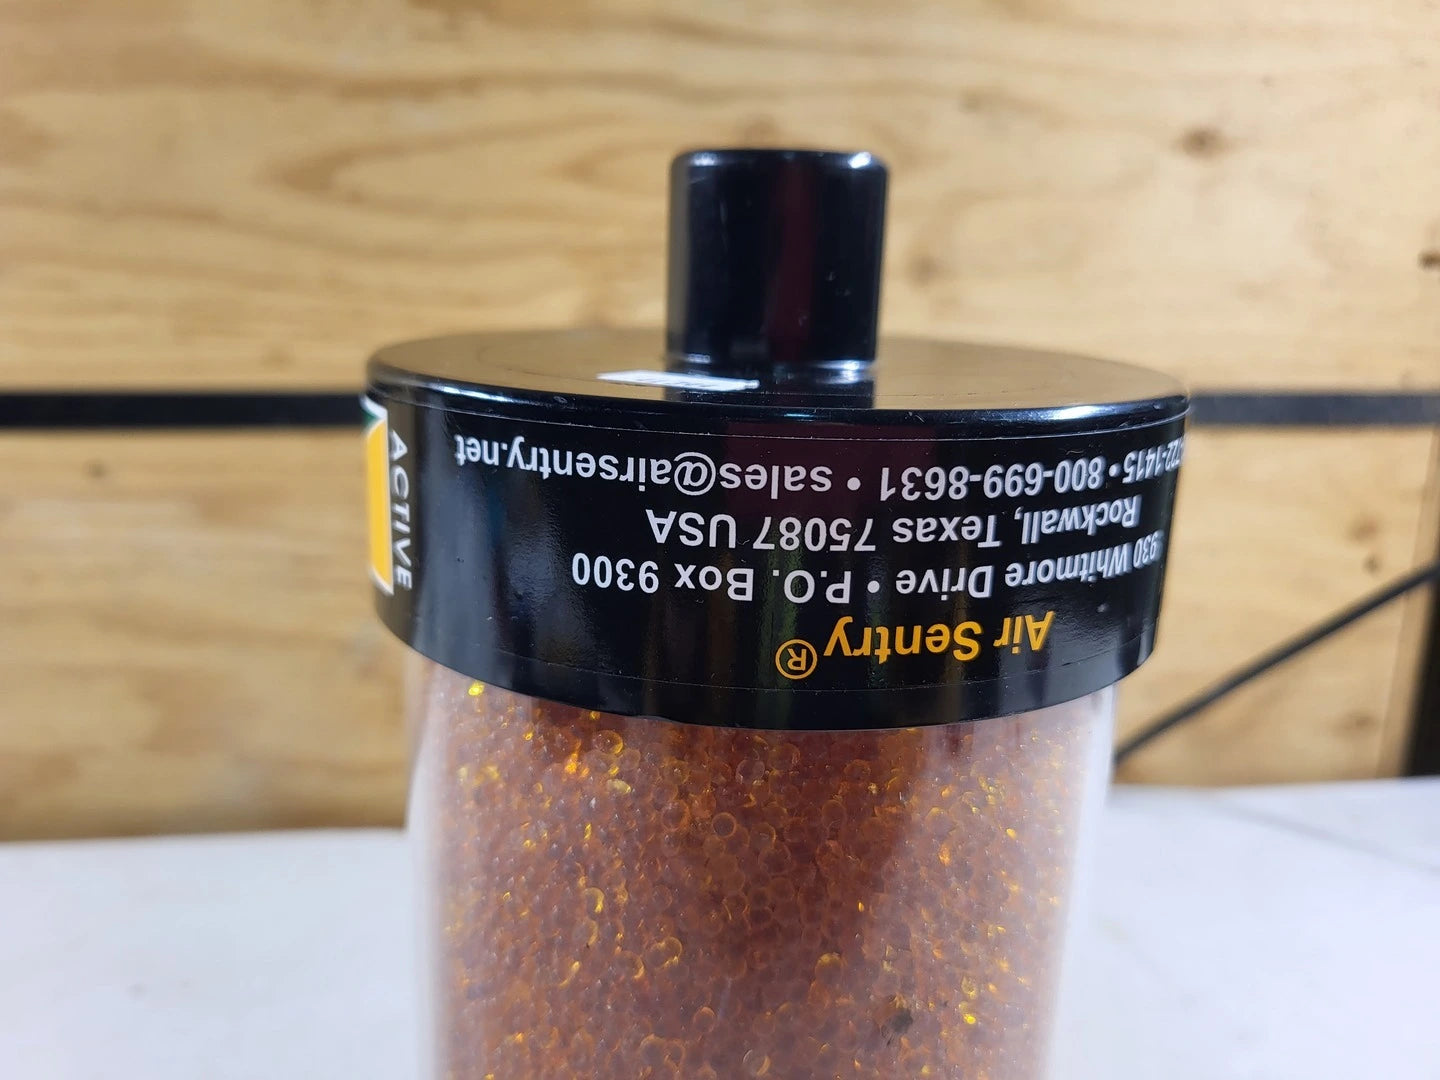 Air Sentry®
930 Whitmore Drive • P.O. Box 9300
Rockwall, Texas 75087 USA
72-1415 • 800-699-8631 • sales@airsentry.net
ACTIVE